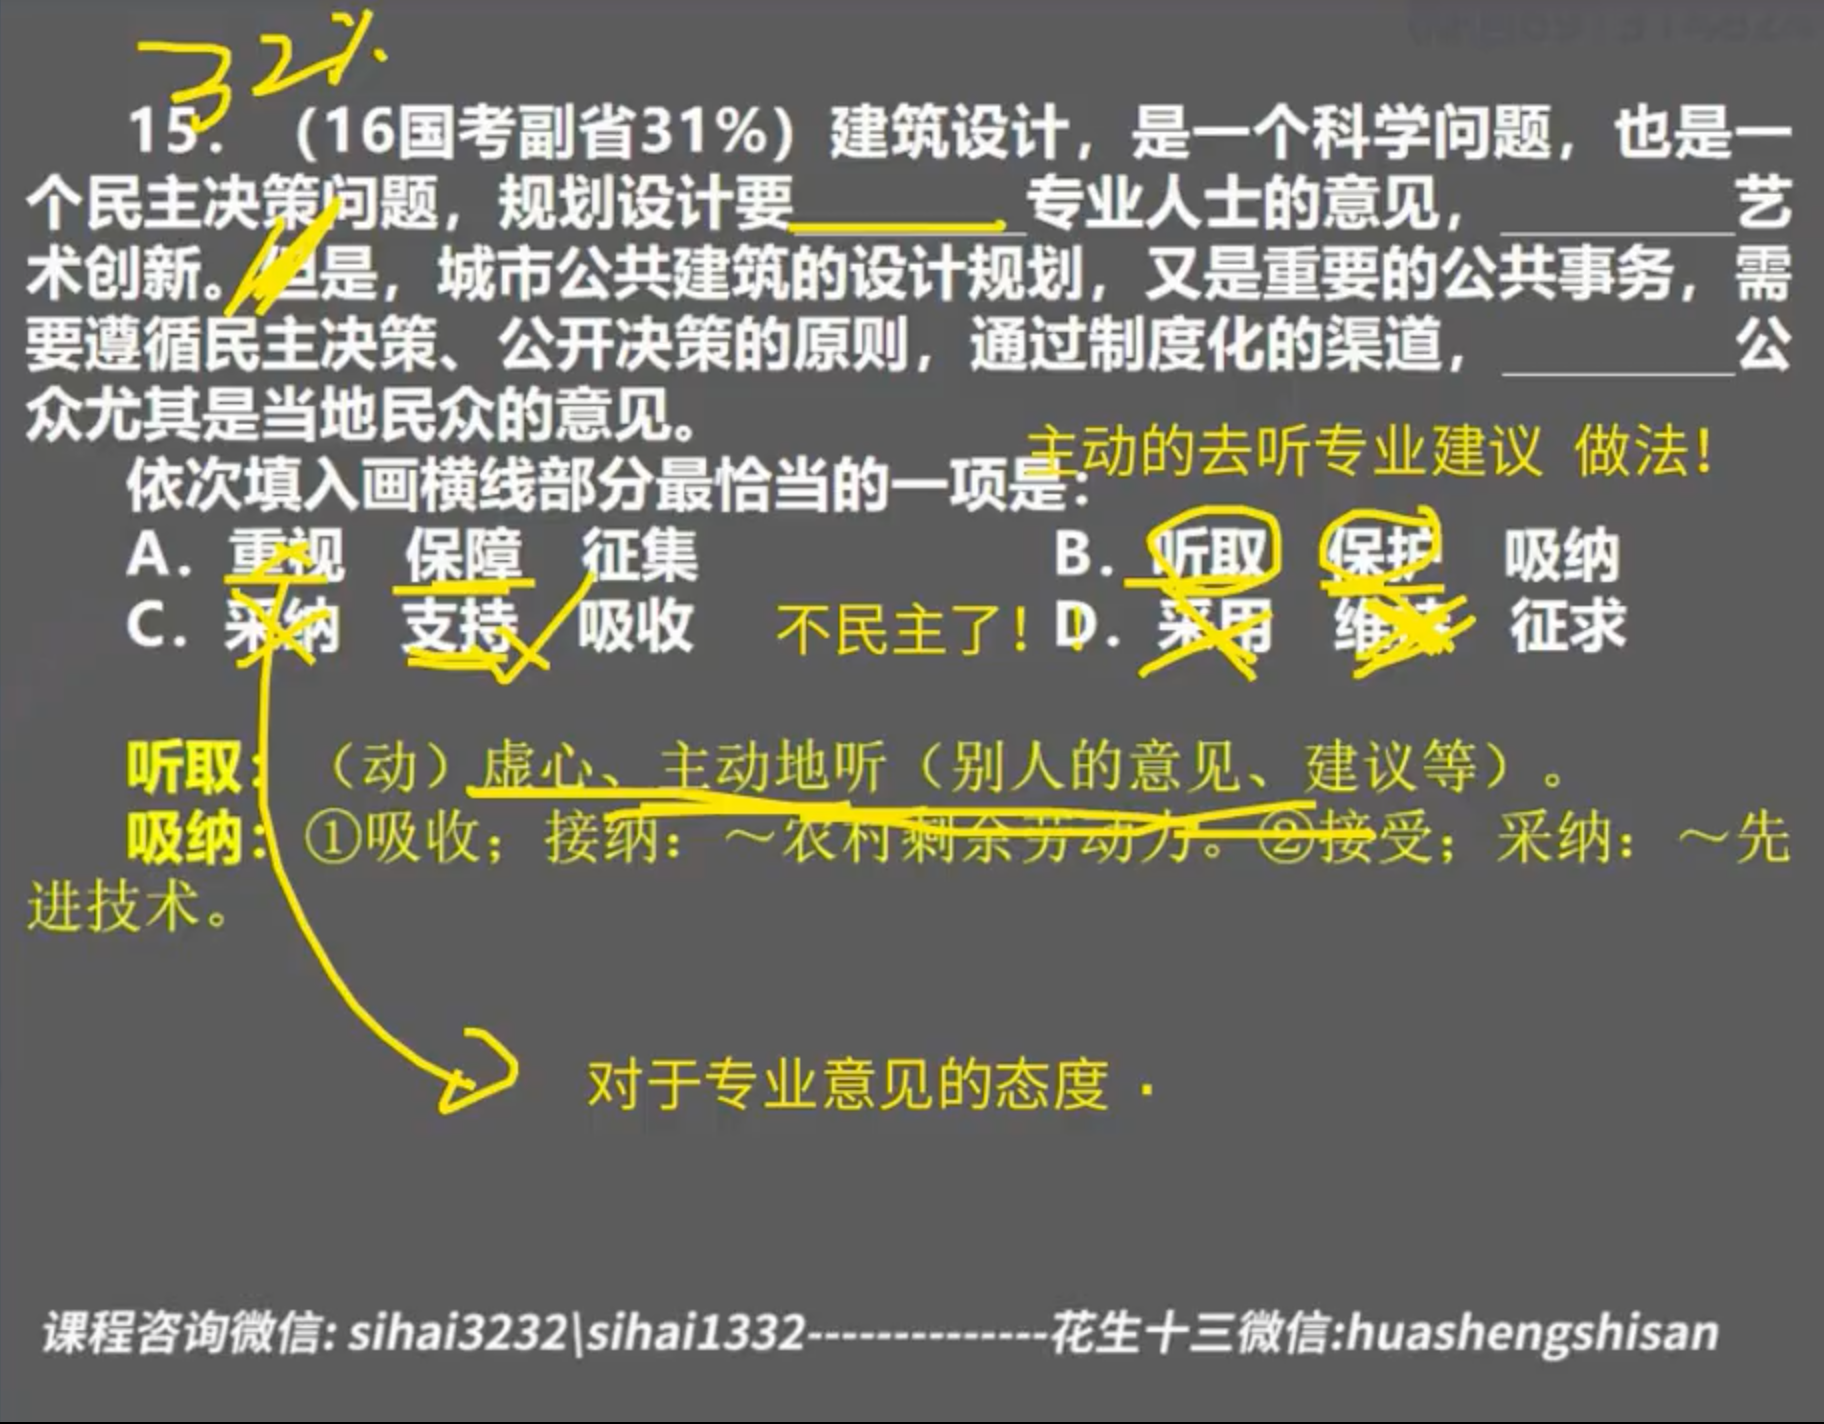 32%.
15. （16国考副省31%）建筑设计，是一个科学问题，也是一
个民主决策问题，规划设计要________专业人士的意见，________艺
术创新。但是，城市公共建筑的设计规划，又是重要的公共事务，需
要遵循民主决策、公开决策的原则，通过制度化的渠道，________公
众尤其是当地民众的意见。
主动的去听专业建议 做法！
依次填入画横线部分最恰当的一项是：
A. 重视 保障 征集 B. 听取 保护 吸纳
C. 采纳 支持 吸收 不民主了！！ D. 采用 维持 征求
听取：（动）虚心、主动地听（别人的意见、建议等）。
吸纳：①吸收；接纳：～农村剩余劳动力。②接受；采纳：～先
进技术。
对于专业意见的态度 ·
课程咨询微信: sihai3232\sihai1332--------------花生十三微信:huashengshisan